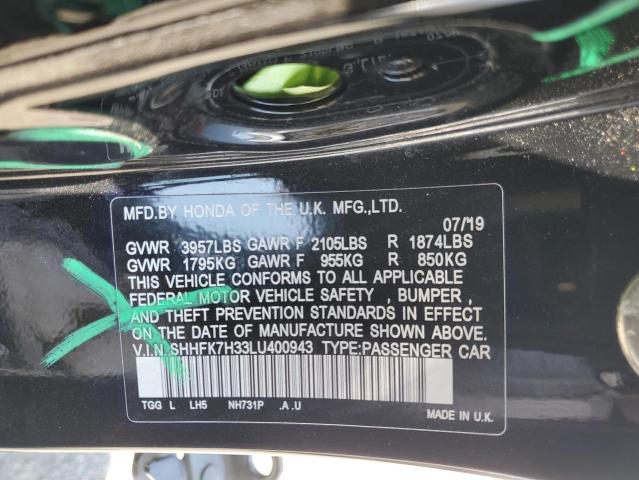 MFD.BY HONDA OF THE U.K. MFG.,LTD.
07/19
GVWR 3957LBS GAWR F 2105LBS R 1874LBS
GVWR 1795KG GAWR F 955KG R 850KG
THIS VEHICLE CONFORMS TO ALL APPLICABLE
FEDERAL MOTOR VEHICLE SAFETY , BUMPER ,
AND THEFT PREVENTION STANDARDS IN EFFECT
ON THE DATE OF MANUFACTURE SHOWN ABOVE.
V.I.N. SHHFK7H33LU400943 TYPE:PASSENGER CAR
TGG L LH5 NH731P .A .U
MADE IN U.K.